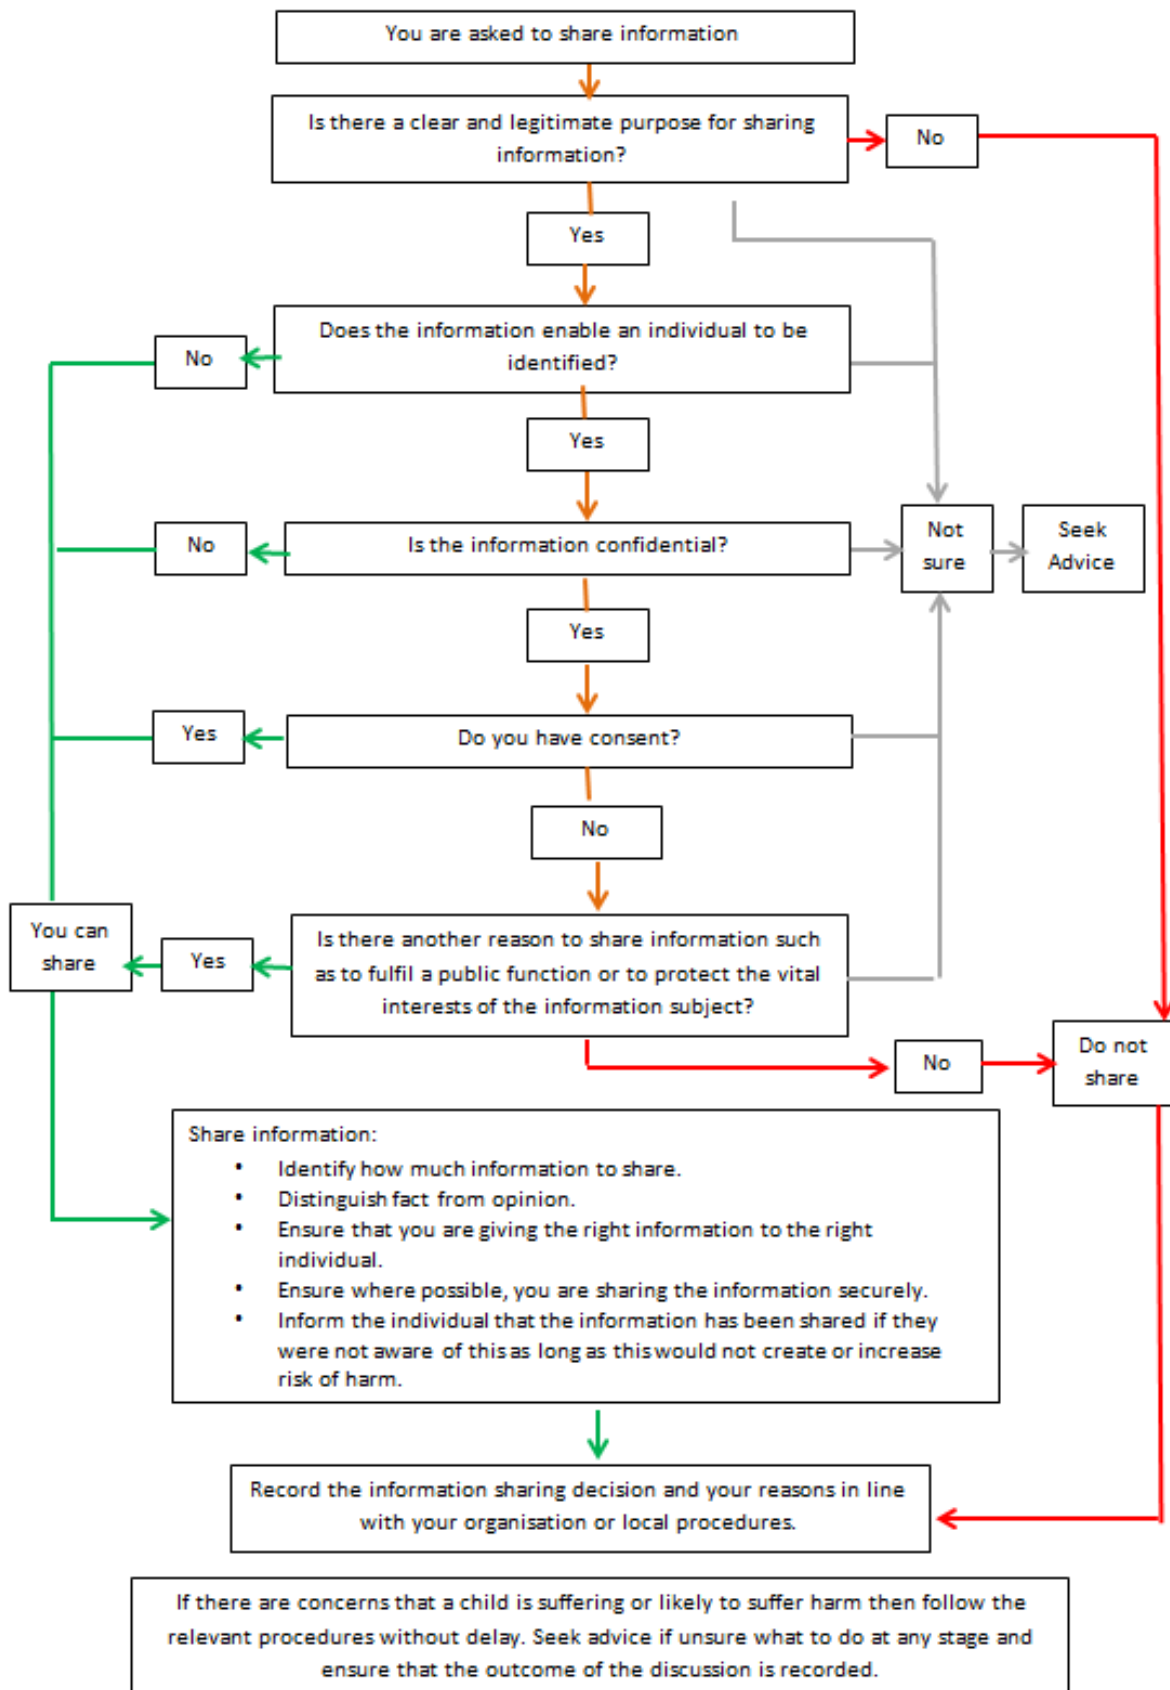 You are asked to share information
Is there a clear and legitimate purpose for sharing
information?
No
Yes
Does the information enable an individual to be
identified?
No
Yes
Is the information confidential?
No
Not
sure
Seek
Advice
Yes
Do you have consent?
Yes
No
Is there another reason to share information such
as to fulfil a public function or to protect the vital
interests of the information subject?
Yes
You can
share
No
Do not
share
Share information:
• Identify how much information to share.
• Distinguish fact from opinion.
• Ensure that you are giving the right information to the right
individual.
• Ensure where possible, you are sharing the information securely.
• Inform the individual that the information has been shared if they
were not aware of this as long as this would not create or increase
risk of harm.
Record the information sharing decision and your reasons in line
with your organisation or local procedures.
If there are concerns that a child is suffering or likely to suffer harm then follow the
relevant procedures without delay. Seek advice if unsure what to do at any stage and
ensure that the outcome of the discussion is recorded.